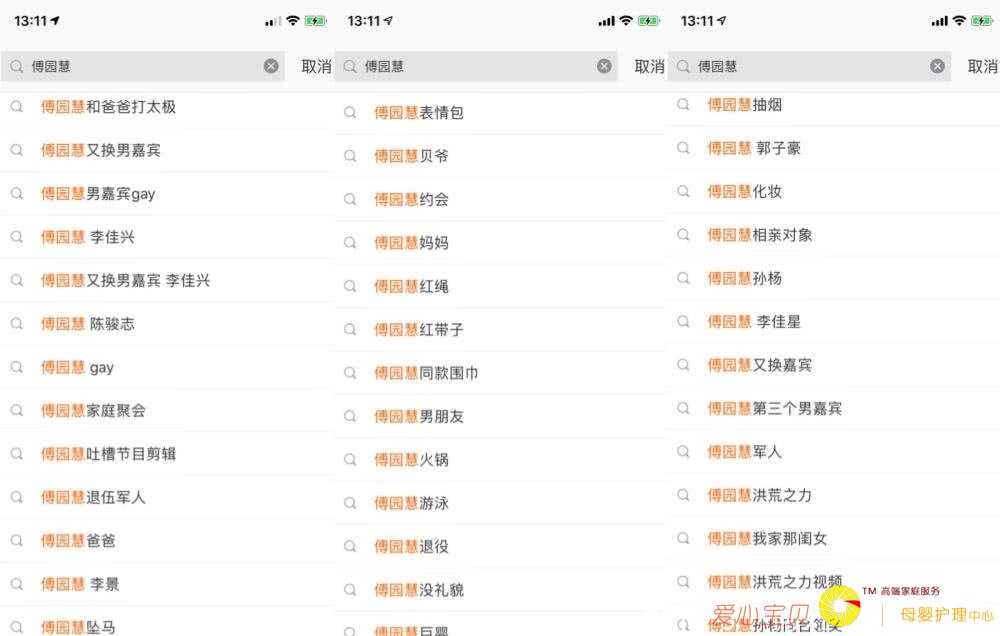 13:11
傅园慧
取消
傅园慧和爸爸打太极
傅园慧又换男嘉宾
傅园慧男嘉宾gay
傅园慧 李佳兴
傅园慧又换男嘉宾 李佳兴
傅园慧 陈骏志
傅园慧 gay
傅园慧家庭聚会
傅园慧吐槽节目剪辑
傅园慧退伍军人
傅园慧爸爸
傅园慧 李景
傅园慧坠马
13:11
傅园慧
取消
傅园慧表情包
傅园慧贝爷
傅园慧约会
傅园慧妈妈
傅园慧红绳
傅园慧红带子
傅园慧同款围巾
傅园慧男朋友
傅园慧火锅
傅园慧游泳
傅园慧退役
傅园慧没礼貌
傅园慧巨婴
13:11
傅园慧
取消
傅园慧抽烟
傅园慧 郭子豪
傅园慧化妆
傅园慧相亲对象
傅园慧孙杨
傅园慧 李佳星
傅园慧又换嘉宾
傅园慧第三个男嘉宾
傅园慧军人
傅园慧洪荒之力
傅园慧我家那闺女
傅园慧洪荒之力视频
爱心宝贝
TM 高端家庭服务
母婴护理中心